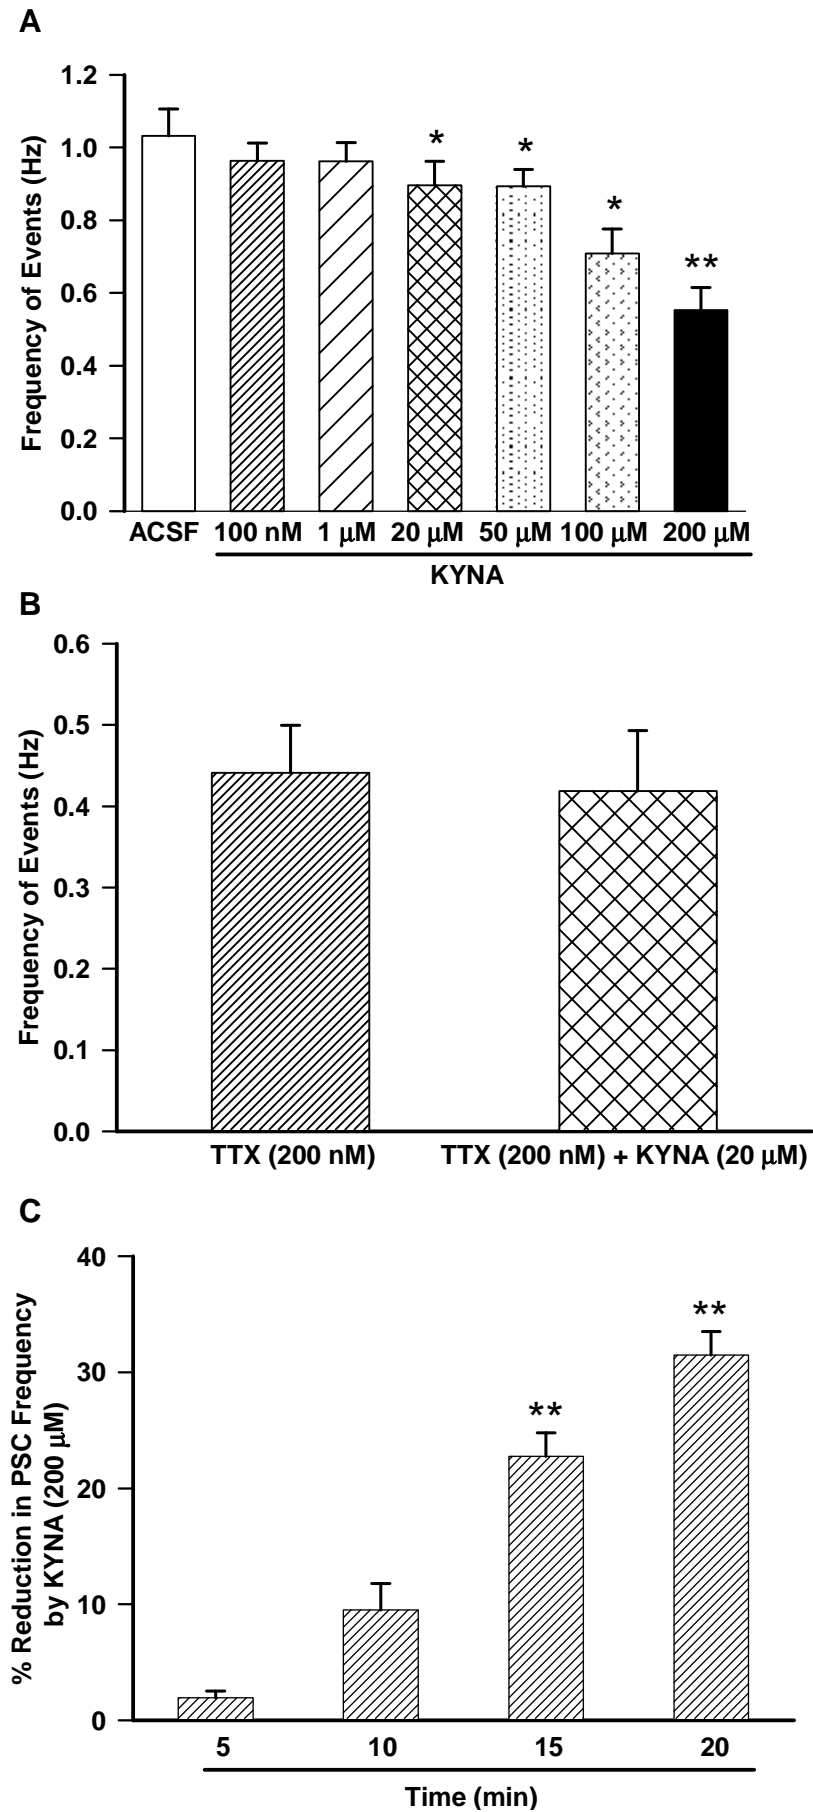 A
Frequency of Events (Hz)
1.2
1.0
0.8
0.6
0.4
0.2
0.0
* * * **
ACSF 100 nM 1 μM 20 μM 50 μM 100 μM 200 μM
KYNA
B
Frequency of Events (Hz)
0.6
0.5
0.4
0.3
0.2
0.1
0.0
TTX (200 nM) TTX (200 nM) + KYNA (20 μM)
C
% Reduction in PSC Frequency
by KYNA (200 μM)
40
30
20
10
0
** **
5 10 15 20
Time (min)